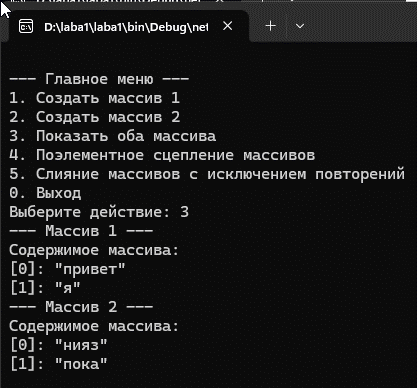 D:\laba1\laba1\bin\Debug\net
--- Главное меню ---
1. Создать массив 1
2. Создать массив 2
3. Показать оба массива
4. Поэлементное сцепление массивов
5. Слияние массивов с исключением повторений
0. Выход
Выберите действие: 3
--- Массив 1 ---
Содержимое массива:
[0]: "привет"
[1]: "я"
--- Массив 2 ---
Содержимое массива:
[0]: "нияз"
[1]: "пока"